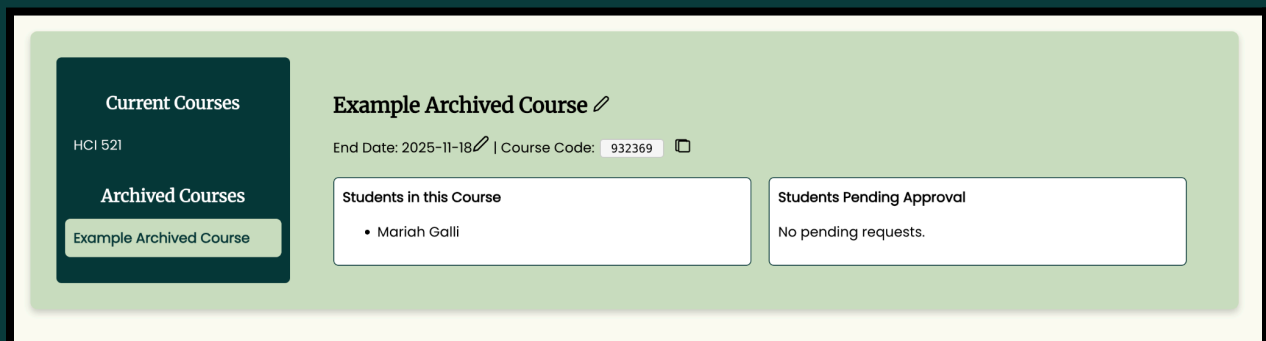 Current Courses
HCI 521
Archived Courses
Example Archived Course
Example Archived Course
End Date: 2025-11-18 | Course Code: 932369
Students in this Course
• Mariah Galli
Students Pending Approval
No pending requests.